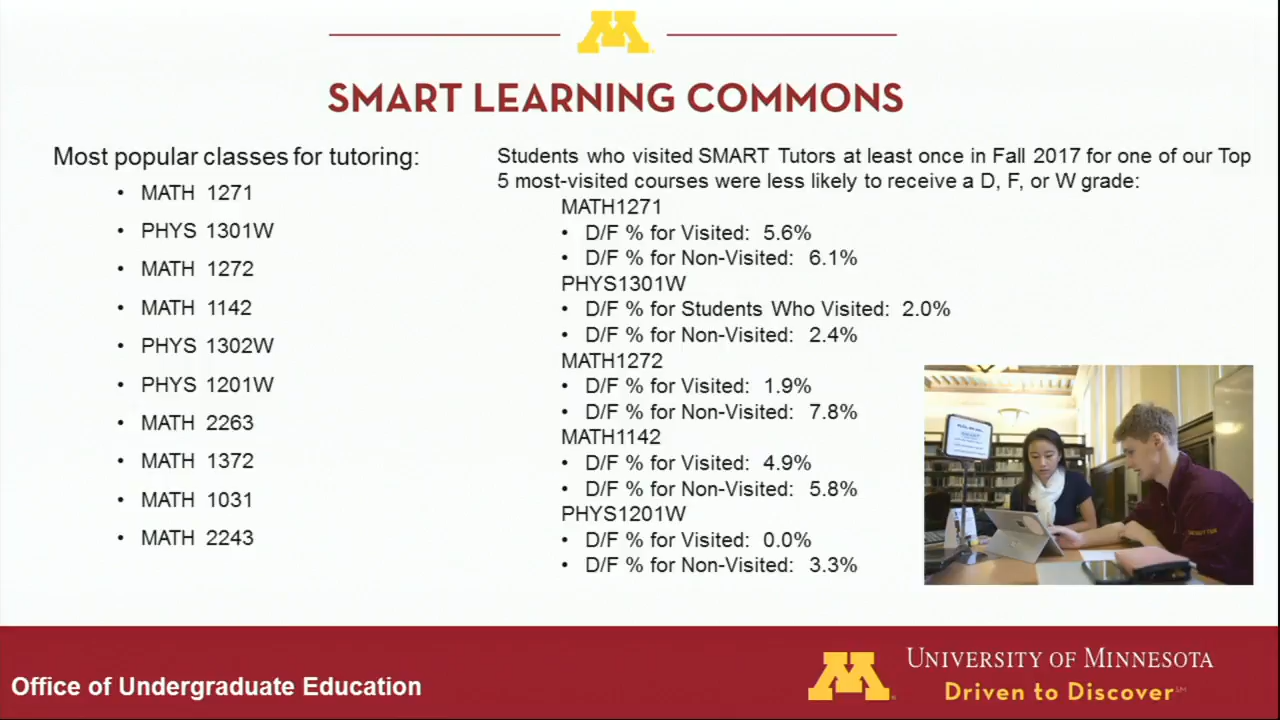 SMART LEARNING COMMONS
Most popular classes for tutoring:
• MATH 1271
• PHYS 1301W
• MATH 1272
• MATH 1142
• PHYS 1302W
• PHYS 1201W
• MATH 2263
• MATH 1372
• MATH 1031
• MATH 2243
Students who visited SMART Tutors at least once in Fall 2017 for one of our Top
5 most-visited courses were less likely to receive a D, F, or W grade:
MATH1271
• D/F % for Visited: 5.6%
• D/F % for Non-Visited: 6.1%
PHYS1301W
• D/F % for Students Who Visited: 2.0%
• D/F % for Non-Visited: 2.4%
MATH1272
• D/F % for Visited: 1.9%
• D/F % for Non-Visited: 7.8%
MATH1142
• D/F % for Visited: 4.9%
• D/F % for Non-Visited: 5.8%
PHYS1201W
• D/F % for Visited: 0.0%
• D/F % for Non-Visited: 3.3%
Office of Undergraduate Education
UNIVERSITY OF MINNESOTA
Driven to Discover℠